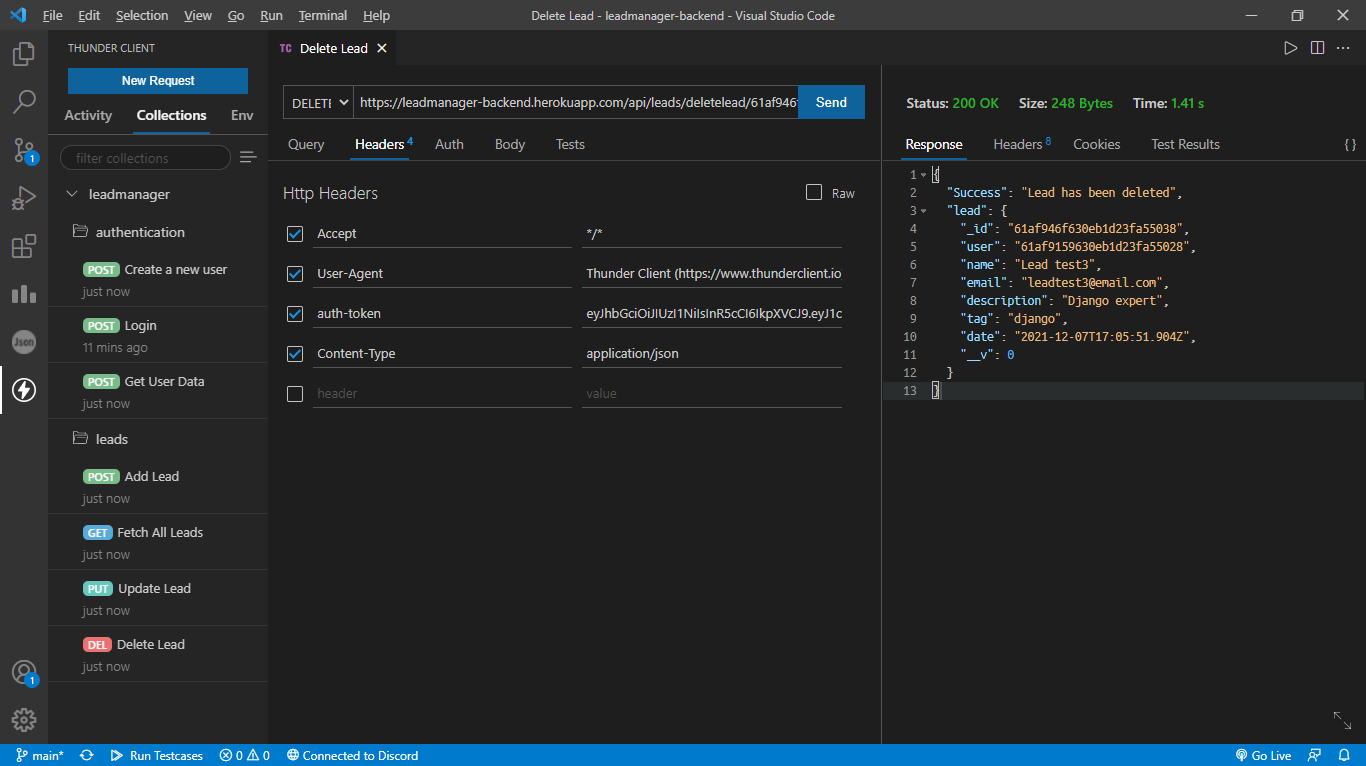 File Edit Selection View Go Run Terminal Help
Delete Lead - leadmanager-backend - Visual Studio Code
THUNDER CLIENT
New Request
Activity Collections Env
filter collections
leadmanager
authentication
POST Create a new user
just now
POST Login
11 mins ago
POST Get User Data
just now
leads
POST Add Lead
just now
GET Fetch All Leads
just now
PUT Update Lead
just now
DEL Delete Lead
just now
1
Json
1
TC Delete Lead
DELETE https://leadmanager-backend.herokuapp.com/api/leads/deletelead/61af946f Send
Query Headers 4 Auth Body Tests
Http Headers Raw
Accept */*
User-Agent Thunder Client (https://www.thunderclient.io
auth-token eyJhbGciOiJIUzI1NiIsInR5cCI6IkpXVCJ9.eyJ1c
Content-Type application/json
header value
Status: 200 OK Size: 248 Bytes Time: 1.41 s
Response Headers 8 Cookies Test Results { }
1 {
2 "Success": "Lead has been deleted",
3 "lead": {
4 "_id": "61af946f630eb1d23fa55038",
5 "user": "61af9159630eb1d23fa55028",
6 "name": "Lead test3",
7 "email": "leadtest3@email.com",
8 "description": "Django expert",
9 "tag": "django",
10 "date": "2021-12-07T17:05:51.904Z",
11 "__v": 0
12 }
13 }
main* Run Testcases 0 0 Connected to Discord Go Live